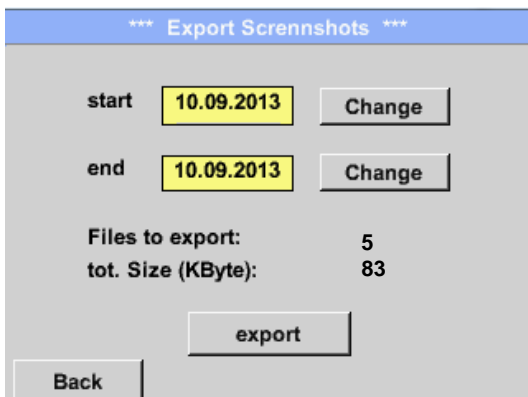 *** Export Scrennshots ***
start 10.09.2013 Change
end 10.09.2013 Change
Files to export: 5
tot. Size (KByte): 83
export
Back